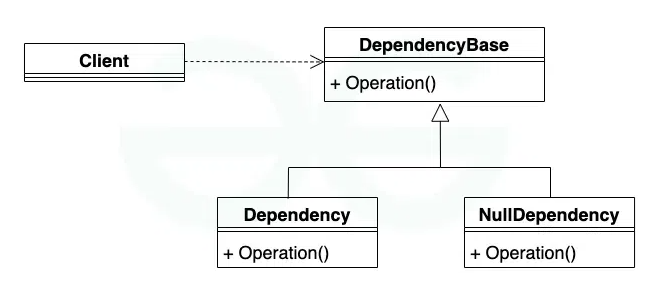 Client
DependencyBase
+ Operation()
Dependency
+ Operation()
NullDependency
+ Operation()